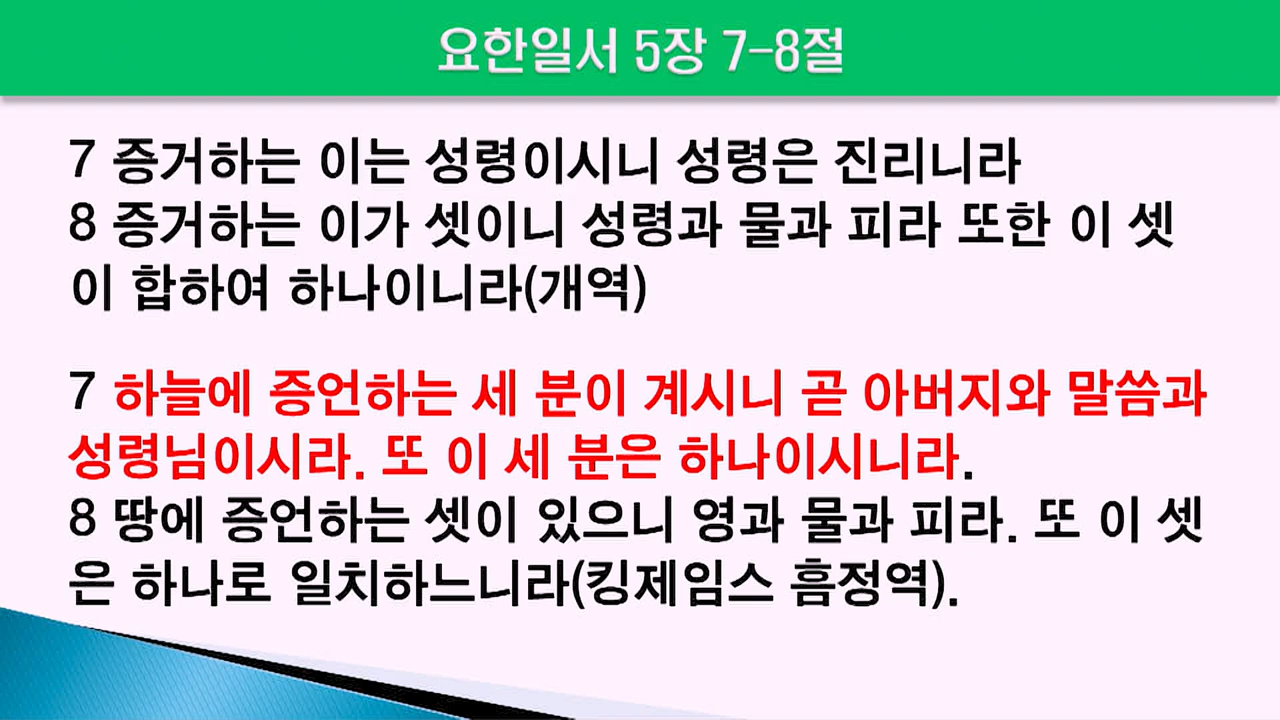 요한일서 5장 7-8절
7 증거하는 이는 성령이시니 성령은 진리니라
8 증거하는 이가 셋이니 성령과 물과 피라 또한 이 셋
이 합하여 하나이니라(개역)
7 하늘에 증언하는 세 분이 계시니 곧 아버지와 말씀과
성령님이시라. 또 이 세 분은 하나이시니라.
8 땅에 증언하는 셋이 있으니 영과 물과 피라. 또 이 셋
은 하나로 일치하느니라(킹제임스 흠정역).